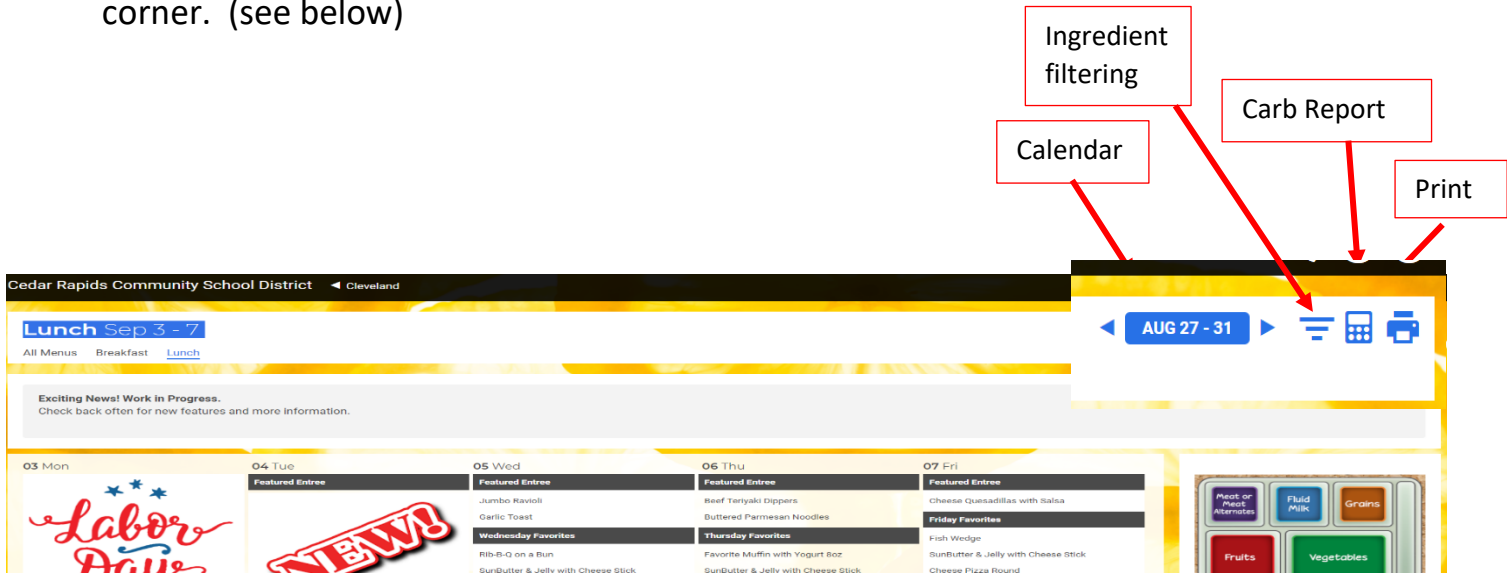 corner.  (see below)
Ingredient
filtering
Carb Report
Calendar
Print
Cedar Rapids Community School District ◄ Cleveland
Lunch Sep 3 - 7
All Menus Breakfast Lunch
AUG 27 - 31
Exciting News! Work in Progress.
Check back often for new features and more information.
03 Mon
Labor
Days
04 Tue
Featured Entree
NEW!
05 Wed
Featured Entree
Jumbo Ravioli
Garlic Toast
Wednesday Favorites
Rib-B-Q on a Bun
SunButter & Jelly with Cheese Stick
06 Thu
Featured Entree
Beef Teriyaki Dippers
Buttered Parmesan Noodles
Thursday Favorites
Favorite Muffin with Yogurt 8oz
SunButter & Jelly with Cheese Stick
07 Fri
Featured Entree
Cheese Quesadillas with Salsa
Friday Favorites
Fish Wedge
SunButter & Jelly with Cheese Stick
Cheese Pizza Round
Meat or
Meat
Alternates
Fluid
Milk
Grains
Fruits
Vegetables